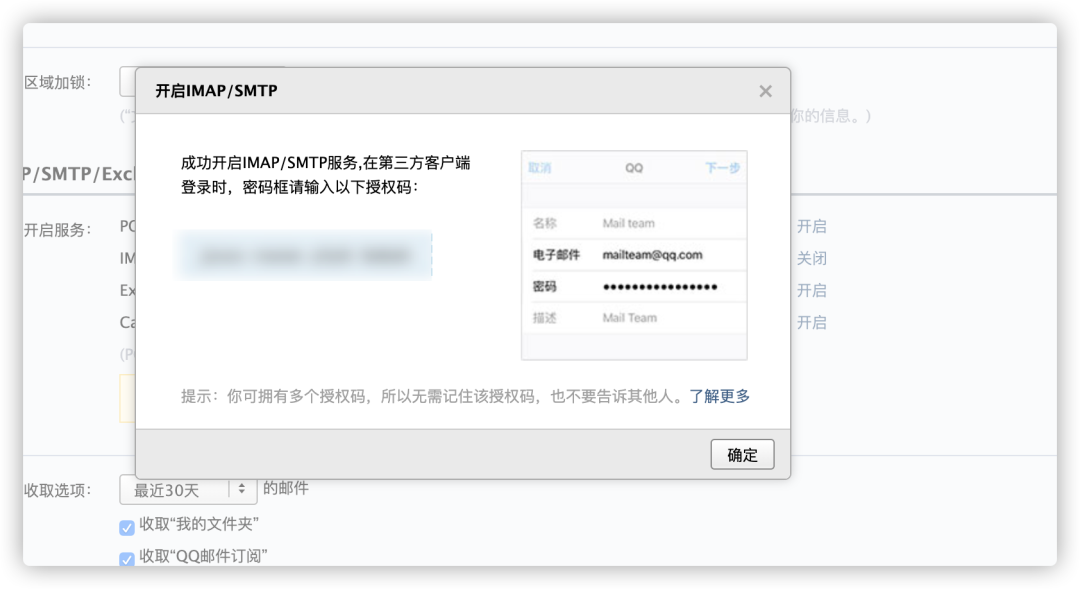 区域加锁：
你的信息。）
开启IMAP/SMTP
×
成功开启IMAP/SMTP服务,在第三方客户端
登录时，密码框请输入以下授权码：
取消 QQ 下一步
名称 Mail team
电子邮件 mailteam@qq.com
密码 ••••••••••••••••
描述 Mail Team
提示：你可拥有多个授权码，所以无需记住该授权码，也不要告诉其他人。了解更多
确定
P/SMTP/Exc
开启服务：
PO
开启
IM
关闭
Ex
开启
Ca
开启
(PO
收取选项： 最近30天 的邮件
收取“我的文件夹”
收取“QQ邮件订阅”